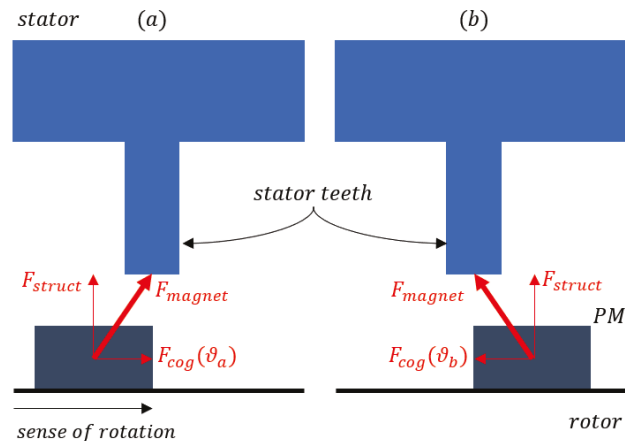 stator (a) (b)
stator teeth
F_struct F_magnet F_magnet F_struct
PM
F_cog(ϑ_a) F_cog(ϑ_b)
sense of rotation rotor